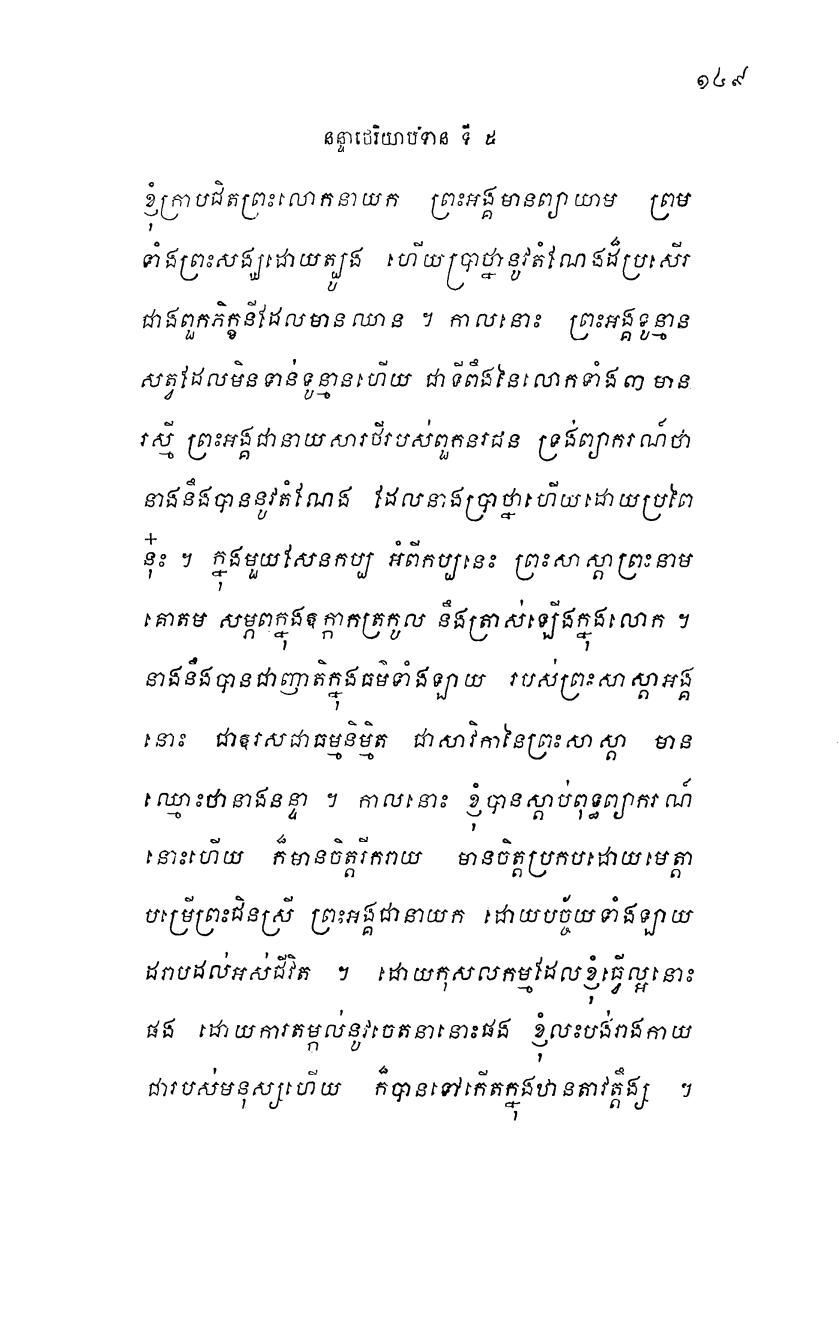 ១៤៩
នន្ទាថេរិយាបទាន ទី ៥
ខ្ញុំក្រាបជិតព្រះលោកនាយក ព្រះអង្គមានព្យាយាម ព្រម
ទាំងព្រះសង្ឃដោយត្បូង ហើយប្រាថ្នានូវតំណែងដ៏ប្រសើរ
ជាងពួកភិក្ខុនីដែលមានឈាន ។ កាលនោះ ព្រះអង្គទូន្មាន
សត្វដែលមិនទាន់ទូន្មានហើយ ជាទីពឹងនៃលោកទាំង៣ មាន
រស្មី ព្រះអង្គជានាយសារថីរបស់ពួកនរជន ទ្រង់ព្យាករណ៍ថា
នាងនឹងបាននូវតំណែង ដែលនាងប្រាថ្នាហើយដោយប្រពៃ
នុ៎ះ ។ ក្នុងមួយសែនកប្ប អំពីកប្បនេះ ព្រះសាស្តាព្រះនាម
គោតម សម្ភពក្នុងឧក្កាកត្រកូល នឹងត្រាស់ឡើងក្នុងលោក ។
នាងនឹងបានជាញាតិក្នុងធម៌ទាំងឡាយ របស់ព្រះសាស្តាអង្គ
នោះ ជាឱរសជាធម្មនិម្មិត ជាសាវិកានៃព្រះសាស្តា មាន
ឈ្មោះថានាងនន្ទា ។ កាលនោះ ខ្ញុំបានស្តាប់ពុទ្ធព្យាករណ៍
នោះហើយ ក៏មានចិត្តរីករាយ មានចិត្តប្រកបដោយមេត្តា
បម្រើព្រះជិនស្រី ព្រះអង្គជានាយក ដោយបច្ច័យទាំងឡាយ
ដរាបដល់អស់ជីវិត ។ ដោយកុសលកម្មដែលខ្ញុំធ្វើល្អនោះ
ផង ដោយការតម្កល់នូវចេតនានោះផង ខ្ញុំលះបង់រាងកាយ
ជារបស់មនុស្សហើយ ក៏បានទៅកើតក្នុងឋានតាវត្តឹង្ស ។